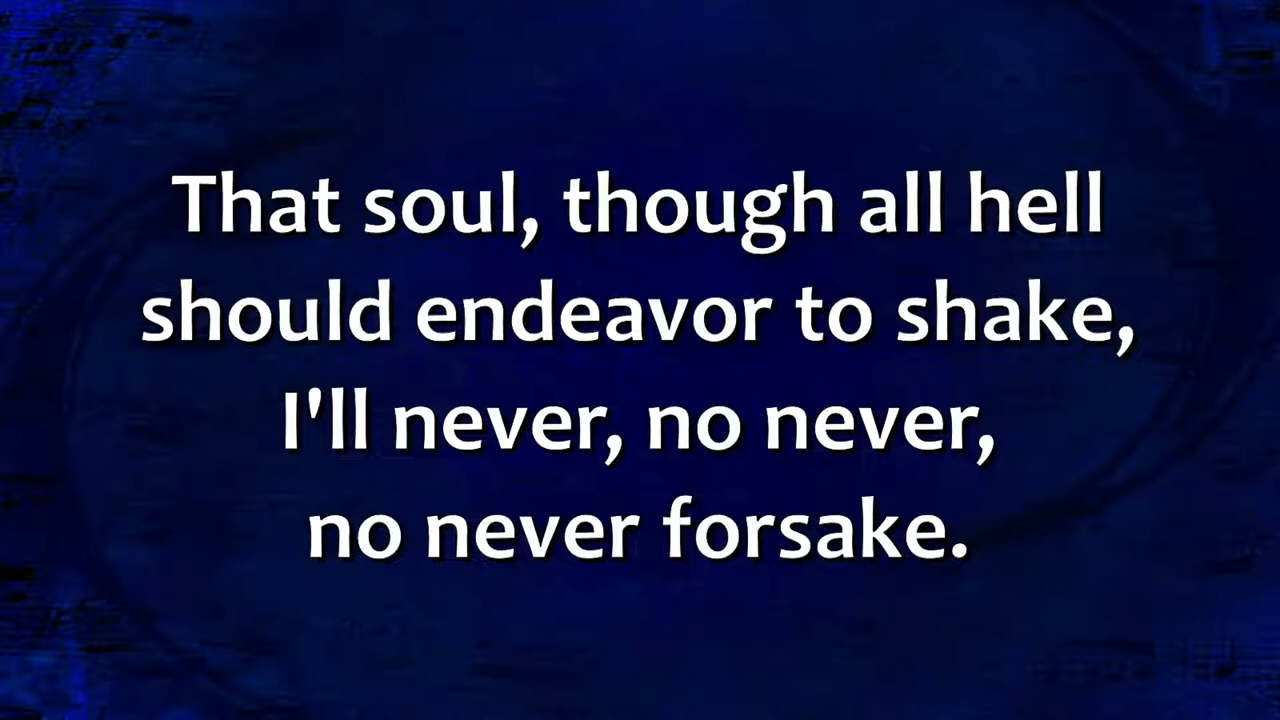 That soul, though all hell
should endeavor to shake,
I'll never, no never,
no never forsake.